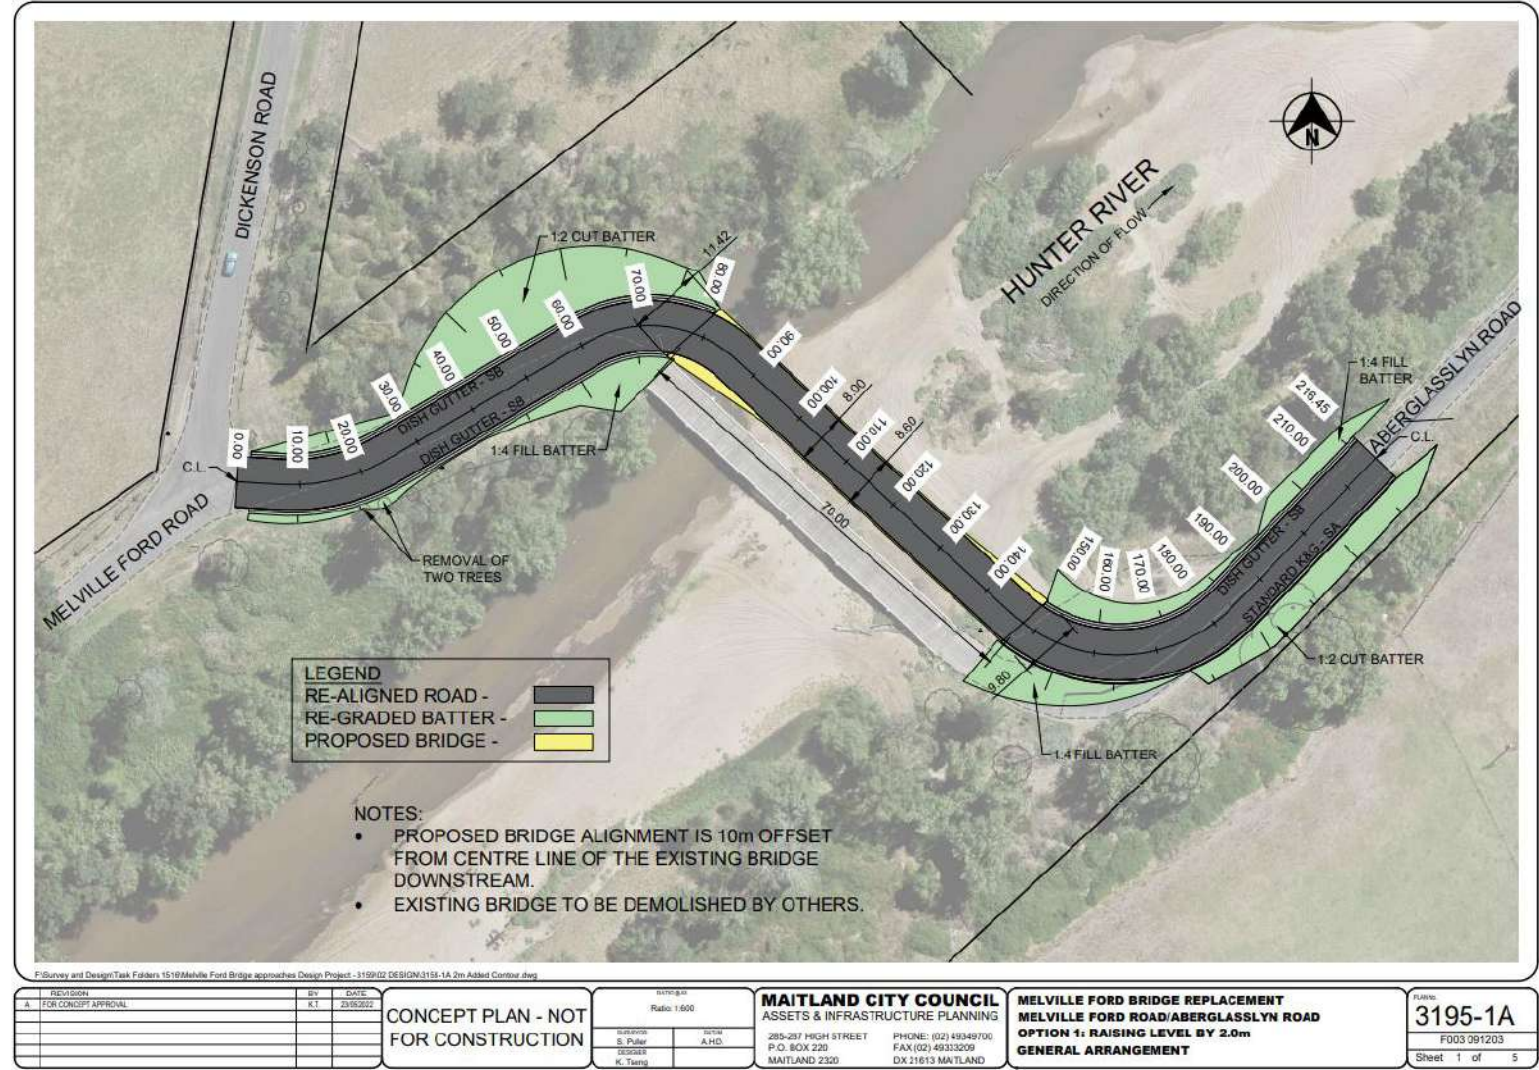 DICKENSON ROAD
1:2 CUT BATTER
11.42
80.00
70.00
60.00
50.00
40.00
30.00
20.00
10.00
0.00
DISH GUTTER - SB
DISH GUTTER - SB
C.L.
MELVILLE FORD ROAD
1:4 FILL BATTER
REMOVAL OF
TWO TREES
HUNTER RIVER
DIRECTION OF FLOW
N
90.00
100.00
8.00
110.00
8.60
120.00
130.00
140.00
70.00
150.00
160.00
170.00
180.00
190.00
200.00
210.00
216.45
1:4 FILL
BATTER
ABERGLASSLYN ROAD
C.L.
DISH GUTTER - SB
STANDARD K&G - SA
1:2 CUT BATTER
9.80
1:4 FILL BATTER
LEGEND
RE-ALIGNED ROAD -
RE-GRADED BATTER -
PROPOSED BRIDGE -
NOTES:
• PROPOSED BRIDGE ALIGNMENT IS 10m OFFSET
FROM CENTRE LINE OF THE EXISTING BRIDGE
DOWNSTREAM.
• EXISTING BRIDGE TO BE DEMOLISHED BY OTHERS.
REVISION BY DATE
A FOR CONCEPT APPROVAL K.T.
CONCEPT PLAN - NOT
FOR CONSTRUCTION
Ratio: 1:600
S. Puller
A.H.D.
DESIGNER
K. Tseng
MAITLAND CITY COUNCIL
ASSETS & INFRASTRUCTURE PLANNING
285-287 HIGH STREET
P.O. BOX 220
MAITLAND 2320
PHONE: (02) 49349700
FAX (02) 49333209
DX 21613 MAITLAND
MELVILLE FORD BRIDGE REPLACEMENT
MELVILLE FORD ROAD/ABERGLASSLYN ROAD
OPTION 1: RAISING LEVEL BY 2.0m
GENERAL ARRANGEMENT
PLAN No.
3195-1A
F003 091203
Sheet 1 of 5